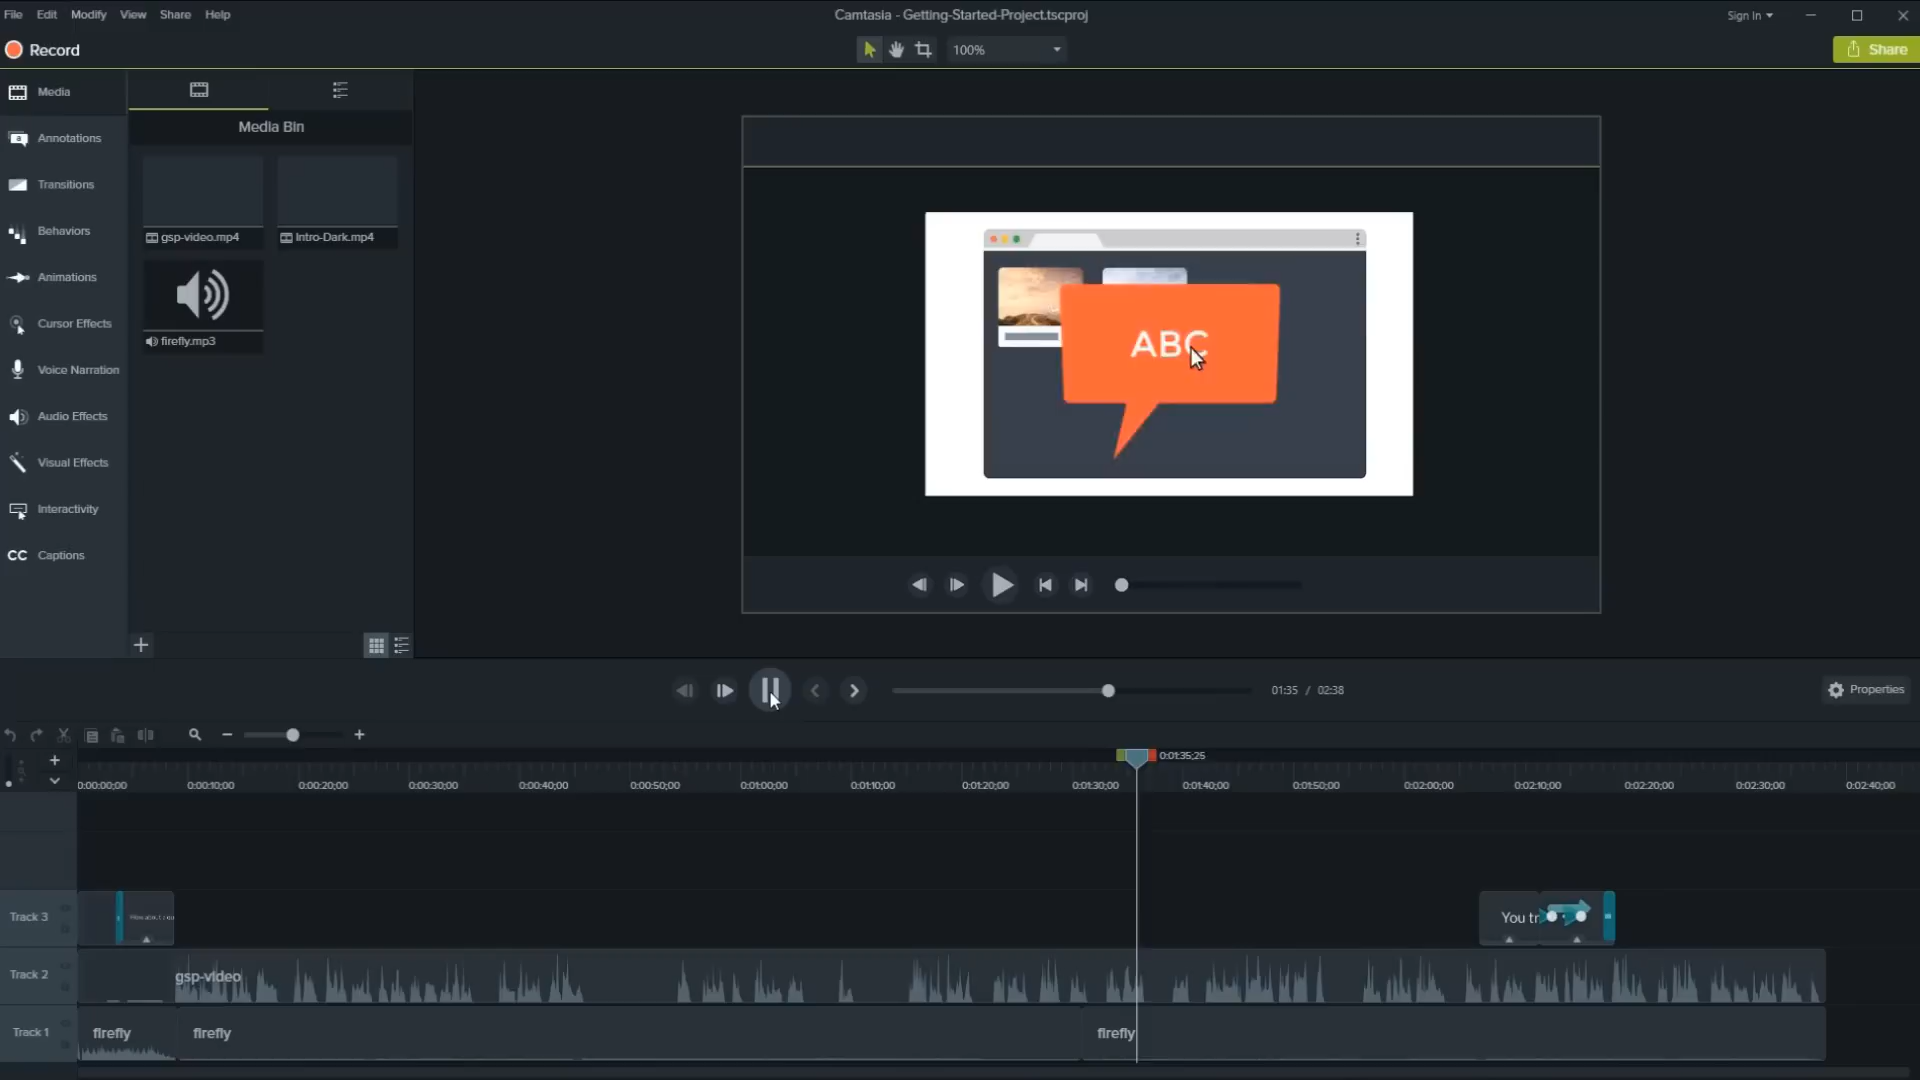 File Edit Modify View Share Help
Camtasia - Getting-Started-Project.tscproj
Sign In
Record
100%
Share
Media
Annotations
Transitions
Behaviors
Animations
Cursor Effects
Voice Narration
Audio Effects
Visual Effects
Interactivity
CC Captions
Media Bin
gsp-video.mp4
Intro-Dark.mp4
firefly.mp3
ABC
01:35 / 02:38
Properties
0:01:35;25
0:00:00;00 0:00:10;00 0:00:20;00 0:00:30;00 0:00:40;00 0:00:50;00 0:01:00;00 0:01:10;00 0:01:20;00 0:01:30;00 0:01:40;00 0:01:50;00 0:02:00;00 0:02:10;00 0:02:20;00 0:02:30;00 0:02:40;00
Track 3
You tr
Track 2
gsp-video
Track 1
firefly
firefly
firefly